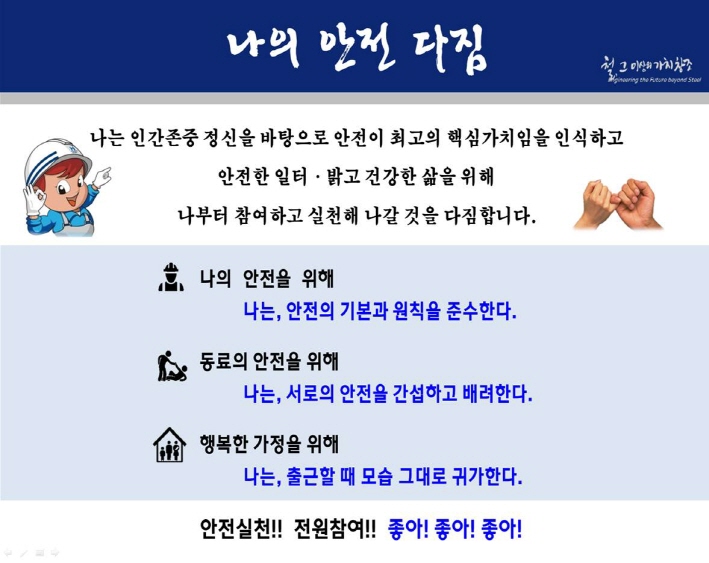 나의 안전 다짐
철 그 이상의 가치창조
Engineering the Future beyond Steel
나는 인간존중 정신을 바탕으로 안전이 최고의 핵심가치임을 인식하고
안전한 일터 · 밝고 건강한 삶을 위해
나부터 참여하고 실천해 나갈 것을 다짐합니다.
나의 안전을 위해
나는, 안전의 기본과 원칙을 준수한다.
동료의 안전을 위해
나는, 서로의 안전을 간섭하고 배려한다.
행복한 가정을 위해
나는, 출근할 때 모습 그대로 귀가한다.
안전실천!! 전원참여!! 좋아! 좋아! 좋아!